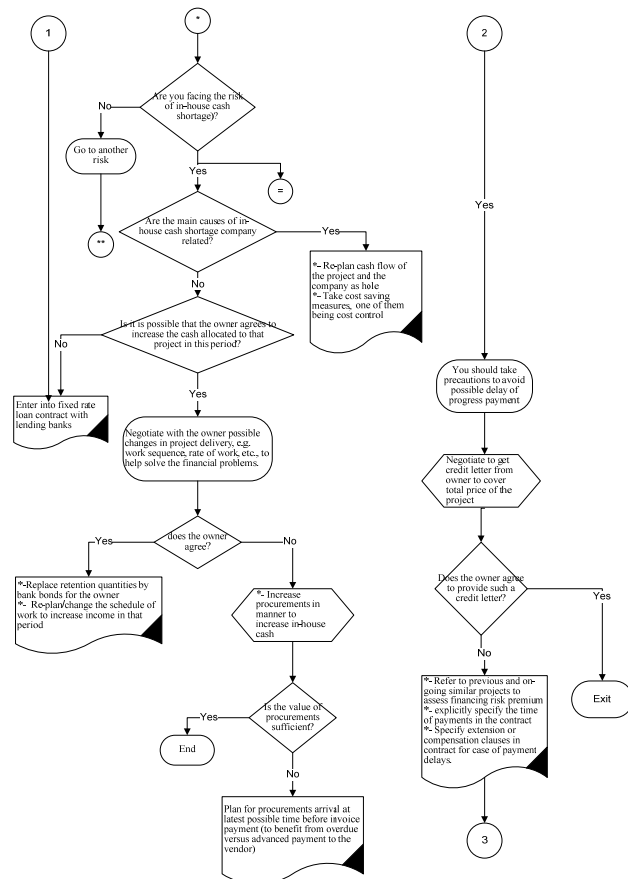 1
*
2
Are you facing the risk
of in-house cash
shortage)?
No
Go to another
risk
**
Yes
=
Are the main causes of in-
house cash shortage company
related?
Yes
*- Re-plan cash flow of
the project and the
company as hole
*- Take cost saving
measures, one of them
being cost control
No
Is it is possible that the owner agrees to
increase the cash allocated to that
project in this period?
No
Enter into fixed rate
loan contract with
lending banks
Yes
Negotiate with the owner possible
changes in project delivery, e.g.
work sequence, rate of work, etc., to
help solve the financial problems.
does the owner
agree?
Yes
*-Replace retention quantities by
bank bonds for the owner
*- Re-plan/change the schedule of
work to increase income in that
period
No
*- Increase
procurements in
manner to
increase in-house
cash
Is the value of
procurements
sufficient?
Yes
End
No
Plan for procurements arrival at
latest possible time before invoice
payment (to benefit from overdue
versus advanced payment to the
vendor)
Yes
You should take
precautions to avoid
possible delay of
progress payment
Negotiate to get
credit letter from
owner to cover
total price of the
project
Does the owner agree
to provide such a
credit letter?
Yes
Exit
No
*- Refer to previous and on-
going similar projects to
assess financing risk premium
*- explicitly specify the time
of payments in the contract
*- Specify extension or
compensation clauses in
contract for case of payment
delays.
3